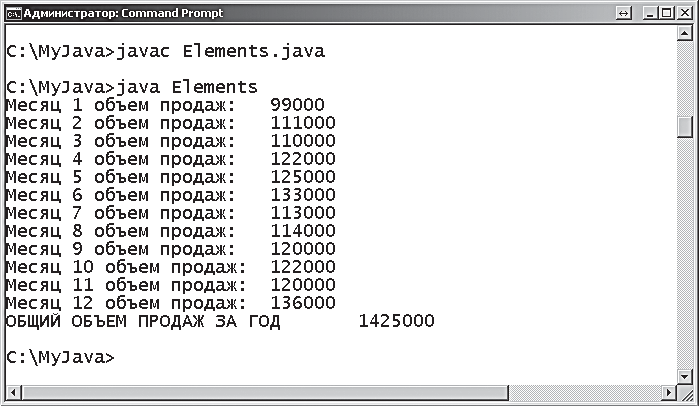 Администратор: Command Prompt
C:\MyJava>javac Elements.java
C:\MyJava>java Elements
Месяц 1 объем продаж: 99000
Месяц 2 объем продаж: 111000
Месяц 3 объем продаж: 110000
Месяц 4 объем продаж: 122000
Месяц 5 объем продаж: 125000
Месяц 6 объем продаж: 133000
Месяц 7 объем продаж: 113000
Месяц 8 объем продаж: 114000
Месяц 9 объем продаж: 120000
Месяц 10 объем продаж: 122000
Месяц 11 объем продаж: 120000
Месяц 12 объем продаж: 136000
ОБЩИЙ ОБЪЕМ ПРОДАЖ ЗА ГОД 1425000
C:\MyJava>